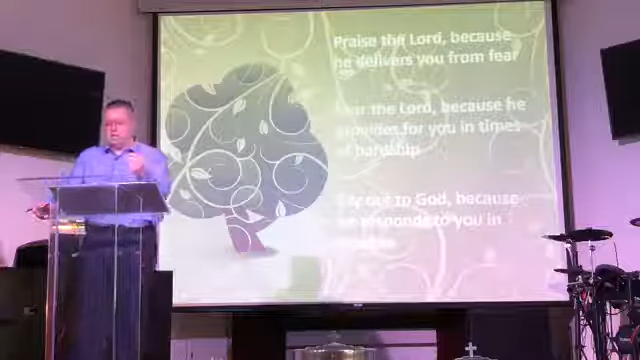 Praise the Lord, because
he delivers you from fear
the Lord, because he
provides for you in times
of hardship
out to God, because
responds to you in